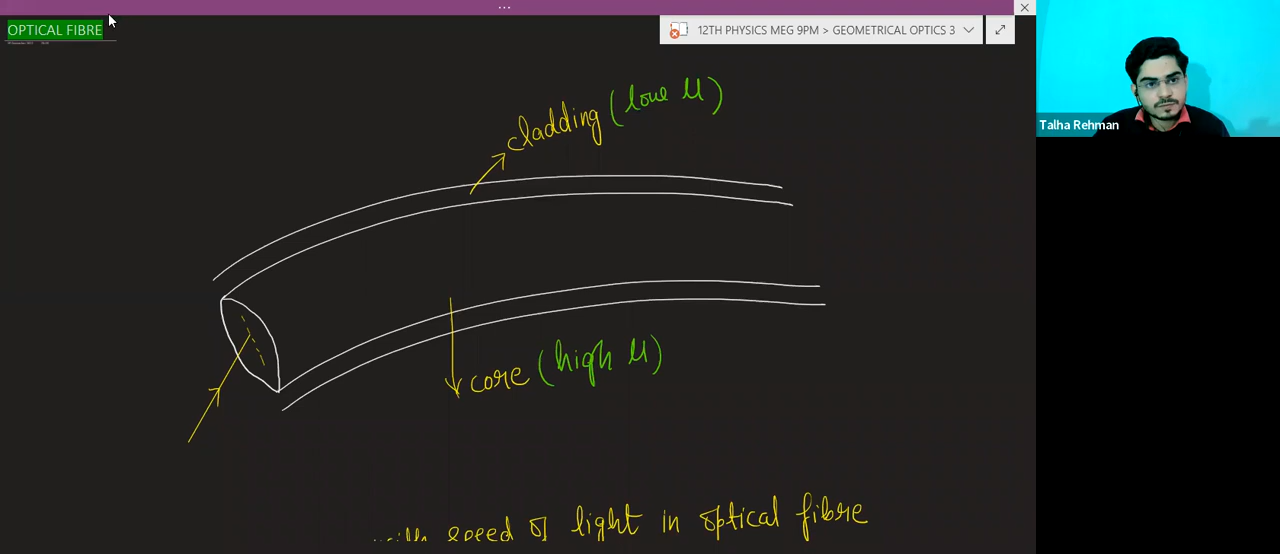 OPTICAL FIBRE
12TH PHYSICS MEG 9PM > GEOMETRICAL OPTICS 3
Talha Rehman
cladding (low μ)
core (high μ)
with speed of light in optical fibre